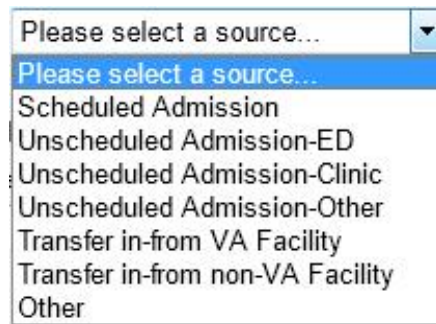 Please select a source...
Please select a source...
Scheduled Admission
Unscheduled Admission-ED
Unscheduled Admission-Clinic
Unscheduled Admission-Other
Transfer in-from VA Facility
Transfer in-from non-VA Facility
Other